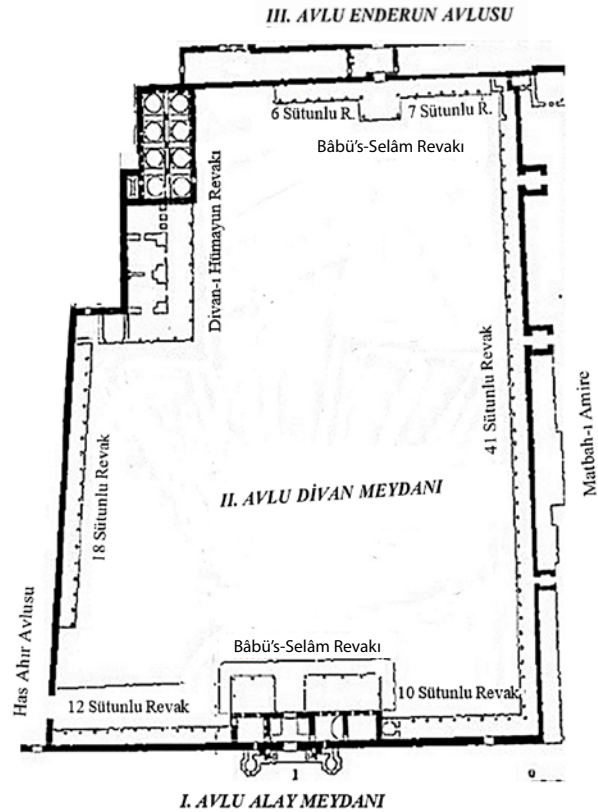 III. AVLU ENDERUN AVLUSU
6 Sütunlu R.
7 Sütunlu R.
Bâbü's-Selâm Revakı
Divan-ı Hümayun Revakı
41 Sütunlu Revak
Matbah-ı Amire
II. AVLU DİVAN MEYDANI
18 Sütunlu Revak
Has Ahır Avlusu
Bâbü's-Selâm Revakı
12 Sütunlu Revak
10 Sütunlu Revak
1
0
I. AVLU ALAY MEYDANI